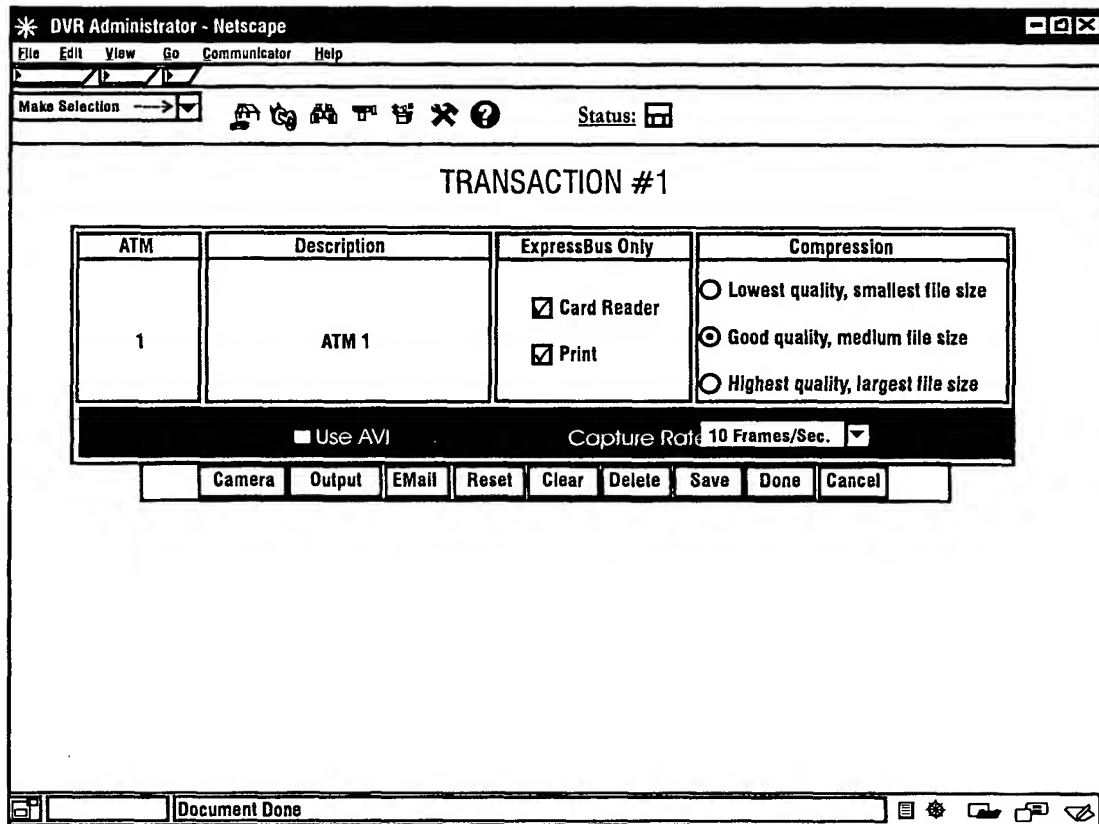 DVR Administrator - Netscape
File Edit View Go Communicator Help
Make Selection
Status:
TRANSACTION #1
ATM Description ExpressBus Only Compression
1 ATM 1
Card Reader
Print
Lowest quality, smallest file size
Good quality, medium file size
Highest quality, largest file size
Use AVI Capture Rate 10 Frames/Sec.
Camera Output EMail Reset Clear Delete Save Done Cancel
Document Done